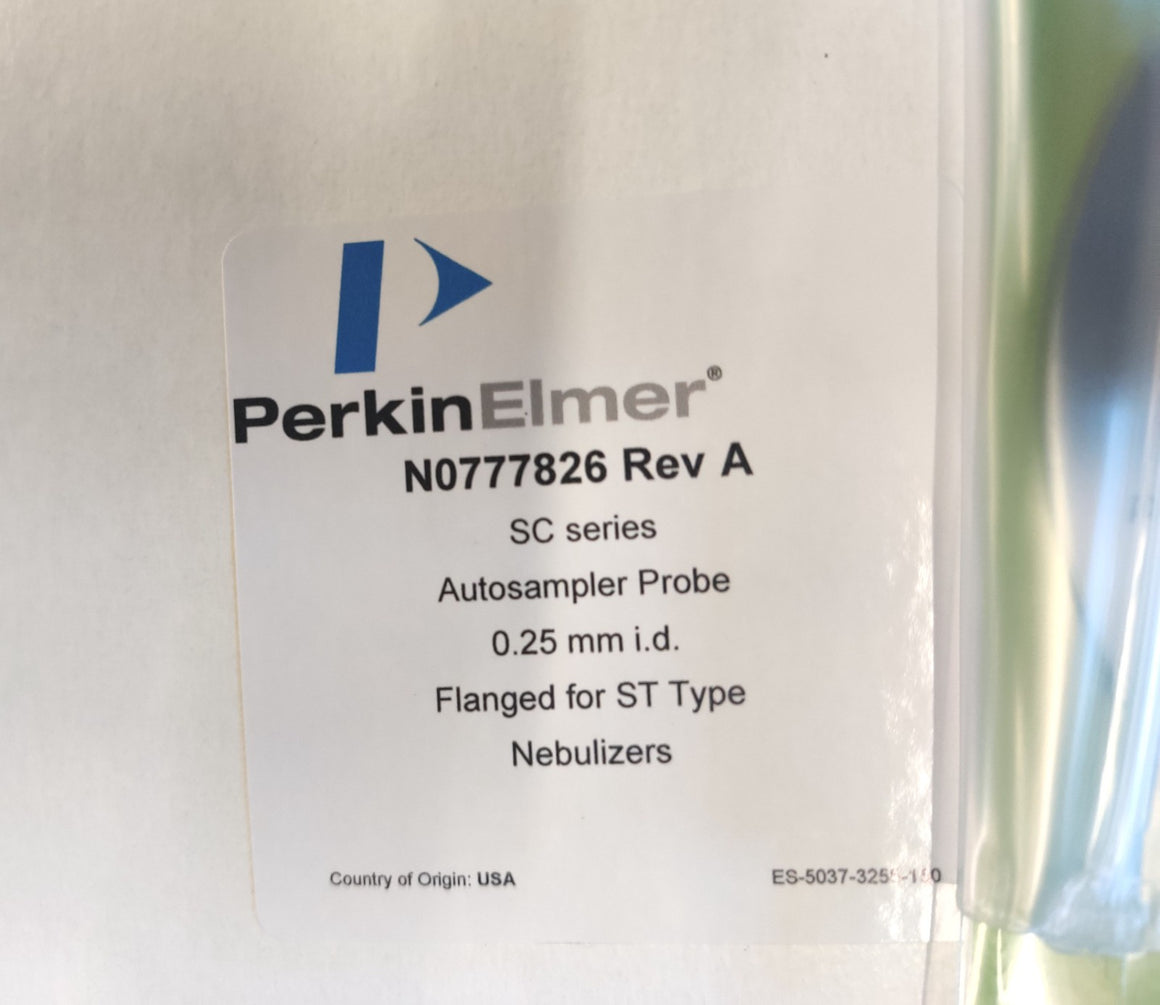 PerkinElmer®
N0777826 Rev A
SC series
Autosampler Probe
0.25 mm i.d.
Flanged for ST Type
Nebulizers
Country of Origin: USA